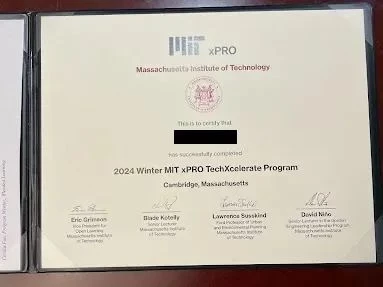 MIT xPRO
Massachusetts Institute of Technology
This is to certify that
has successfully completed
2024 Winter MIT xPRO TechXcelerate Program
Cambridge, Massachusetts
Eric Grimson
Vice President for
Open Learning
Massachusetts Institute
of Technology
Blade Kotelly
Senior Lecturer
Massachusetts Institute
of Technology
Lawrence Susskind
Ford Professor of Urban
and Environmental Planning
Massachusetts Institute
of Technology
David Niño
Senior Lecturer in the Gordon
Engineering Leadership Program
Massachusetts Institute
of Technology